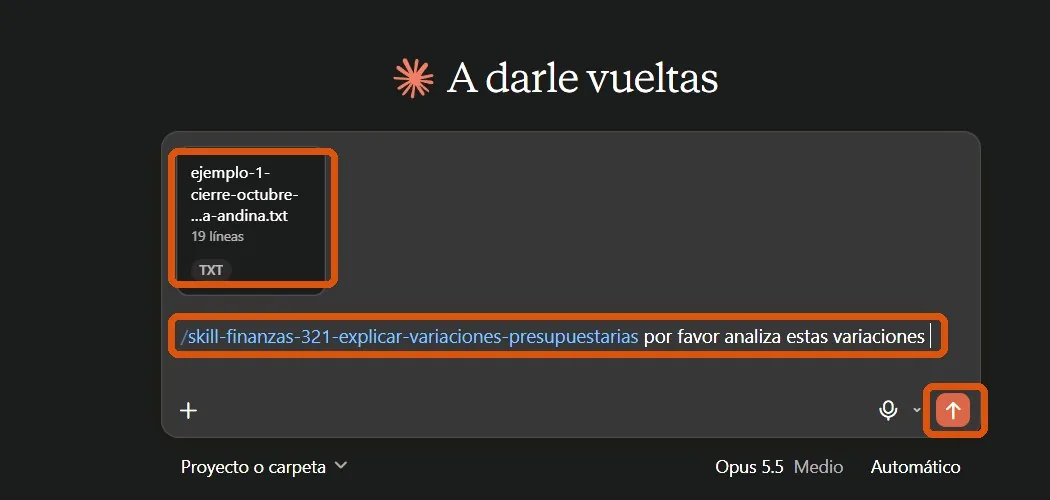 A darle vueltas
ejemplo-1-
cierre-octubre-
...a-andina.txt
19 líneas
TXT
/skill-finanzas-321-explicar-variaciones-presupuestarias por favor analiza estas variaciones
Proyecto o carpeta
Opus 5.5 Medio Automático